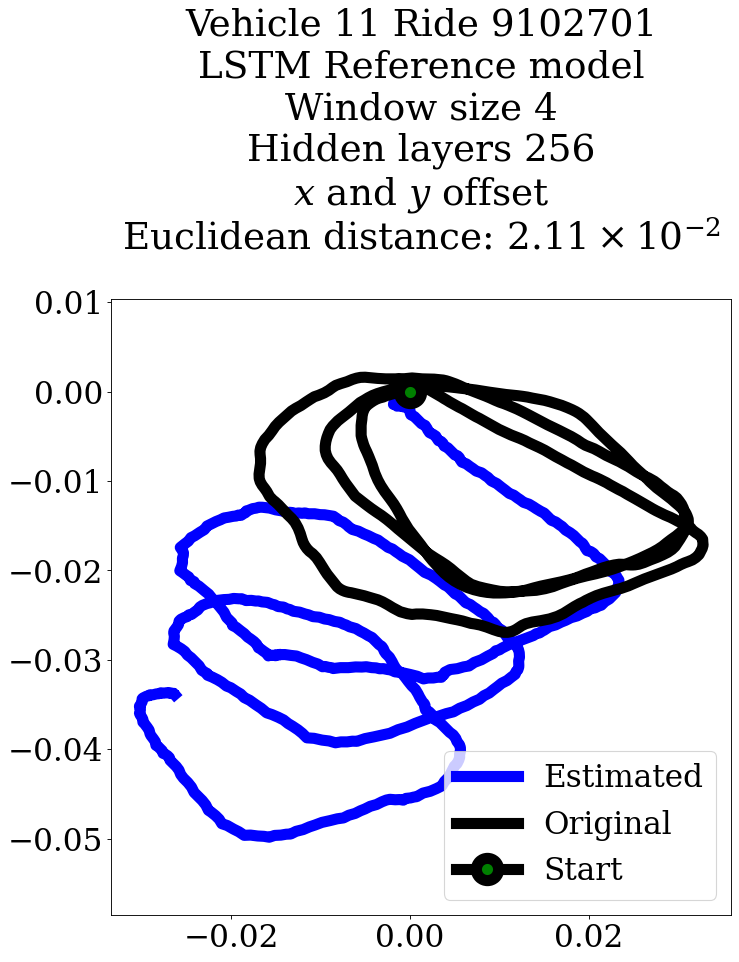 Vehicle 11 Ride 9102701
LSTM Reference model
Window size 4
Hidden layers 256
x and y offset
Euclidean distance: 2.11 × 10⁻²
0.01
0.00
−0.01
−0.02
−0.03
−0.04
−0.05
Estimated
Original
Start
−0.02 0.00 0.02